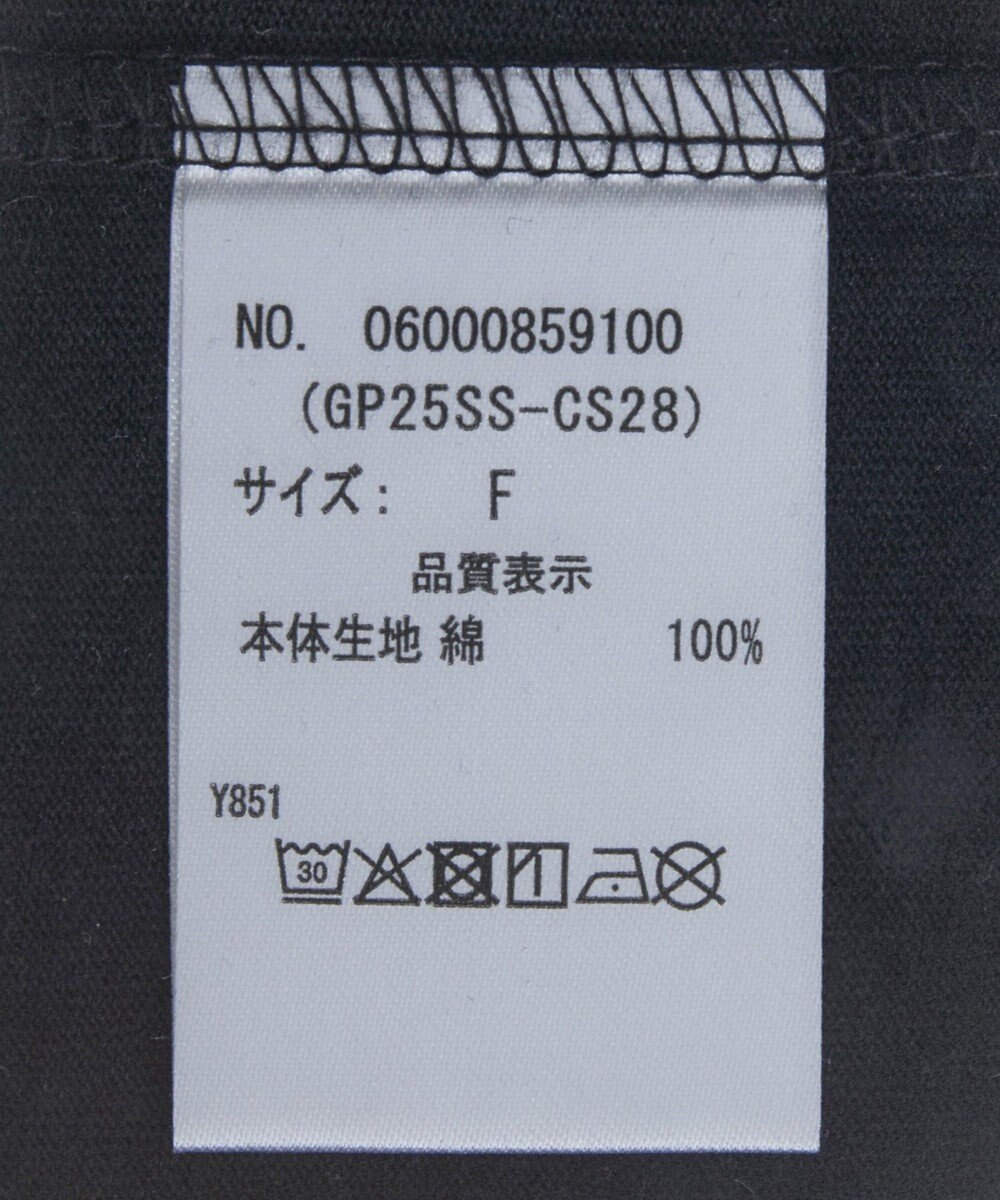 NO. 06000859100
(GP25SS-CS28)
サイズ: F
品質表示
本体生地 綿 100%
Y851
30